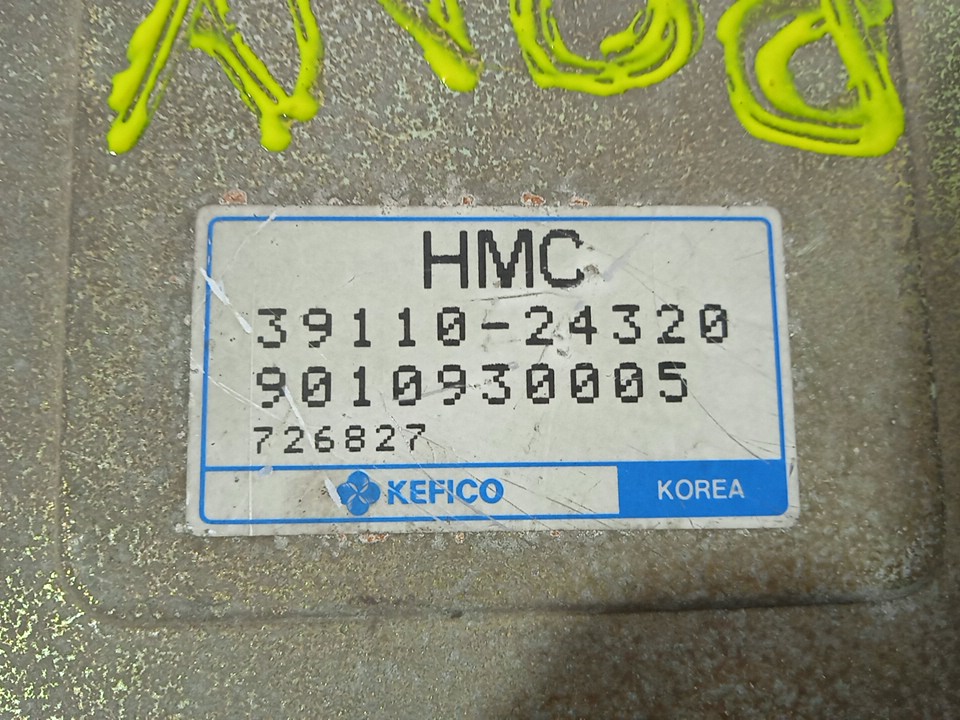 HMC
39110-24320
9010930005
726827
KEFICO
KOREA